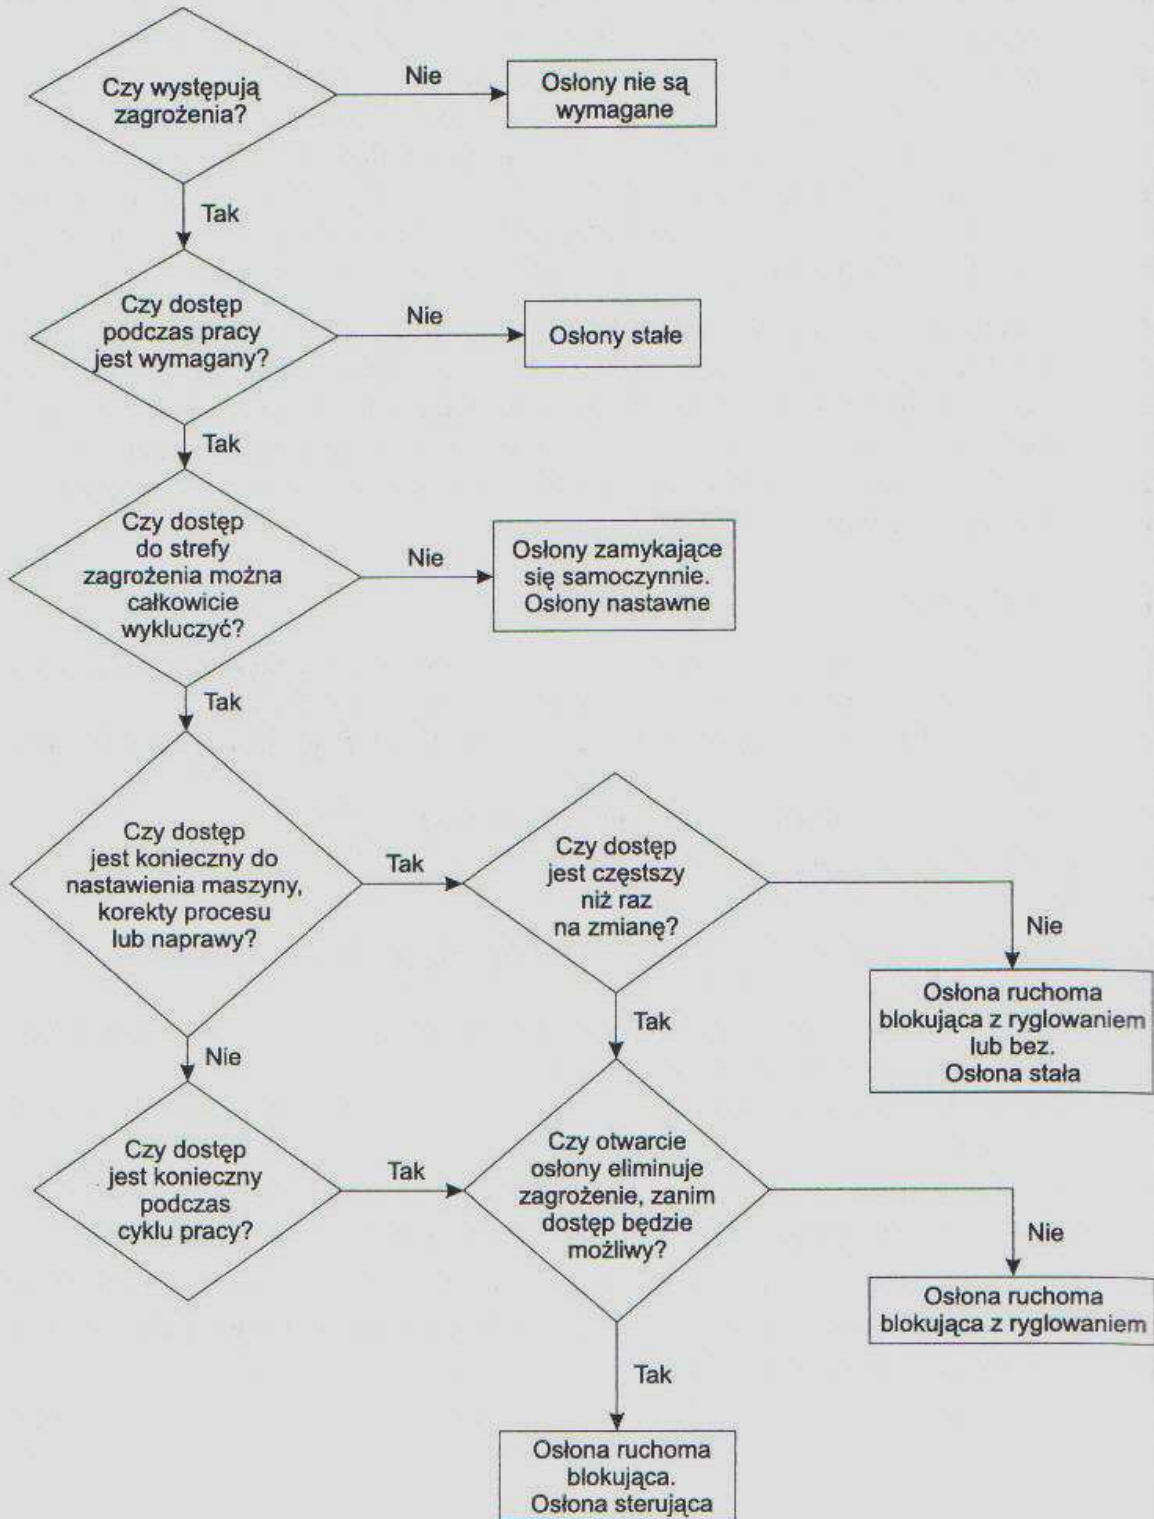 Czy występują
zagrożenia?
Nie
Osłony nie są
wymagane
Tak
Czy dostęp
podczas pracy
jest wymagany?
Nie
Osłony stałe
Tak
Czy dostęp
do strefy
zagrożenia można
całkowicie
wykluczyć?
Nie
Osłony zamykające
się samoczynnie.
Osłony nastawne
Tak
Czy dostęp
jest konieczny do
nastawienia maszyny,
korekty procesu
lub naprawy?
Tak
Czy dostęp
jest częstszy
niż raz
na zmianę?
Nie
Osłona ruchoma
blokująca z ryglowaniem
lub bez.
Osłona stała
Tak
Nie
Czy dostęp
jest konieczny
podczas
cyklu pracy?
Tak
Czy otwarcie
osłony eliminuje
zagrożenie, zanim
dostęp będzie
możliwy?
Nie
Osłona ruchoma
blokująca z ryglowaniem
Tak
Osłona ruchoma
blokująca.
Osłona sterująca